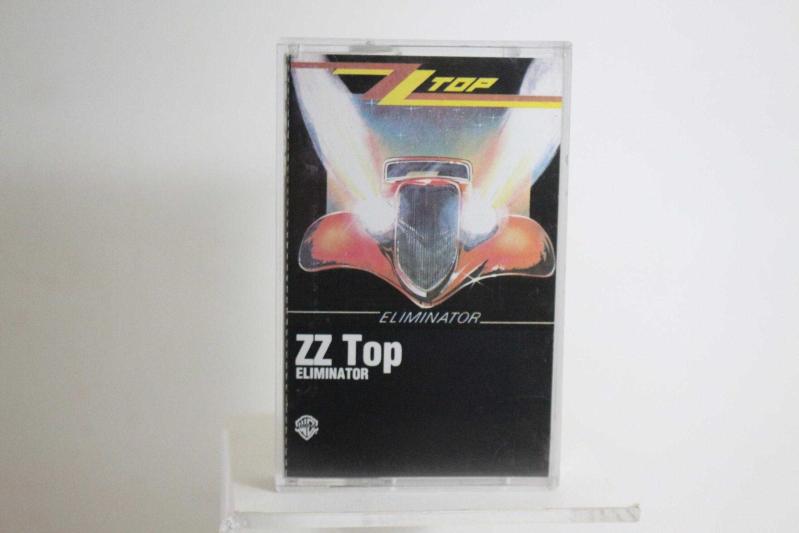 ZZ TOP
ELIMINATOR
ZZ Top
ELIMINATOR